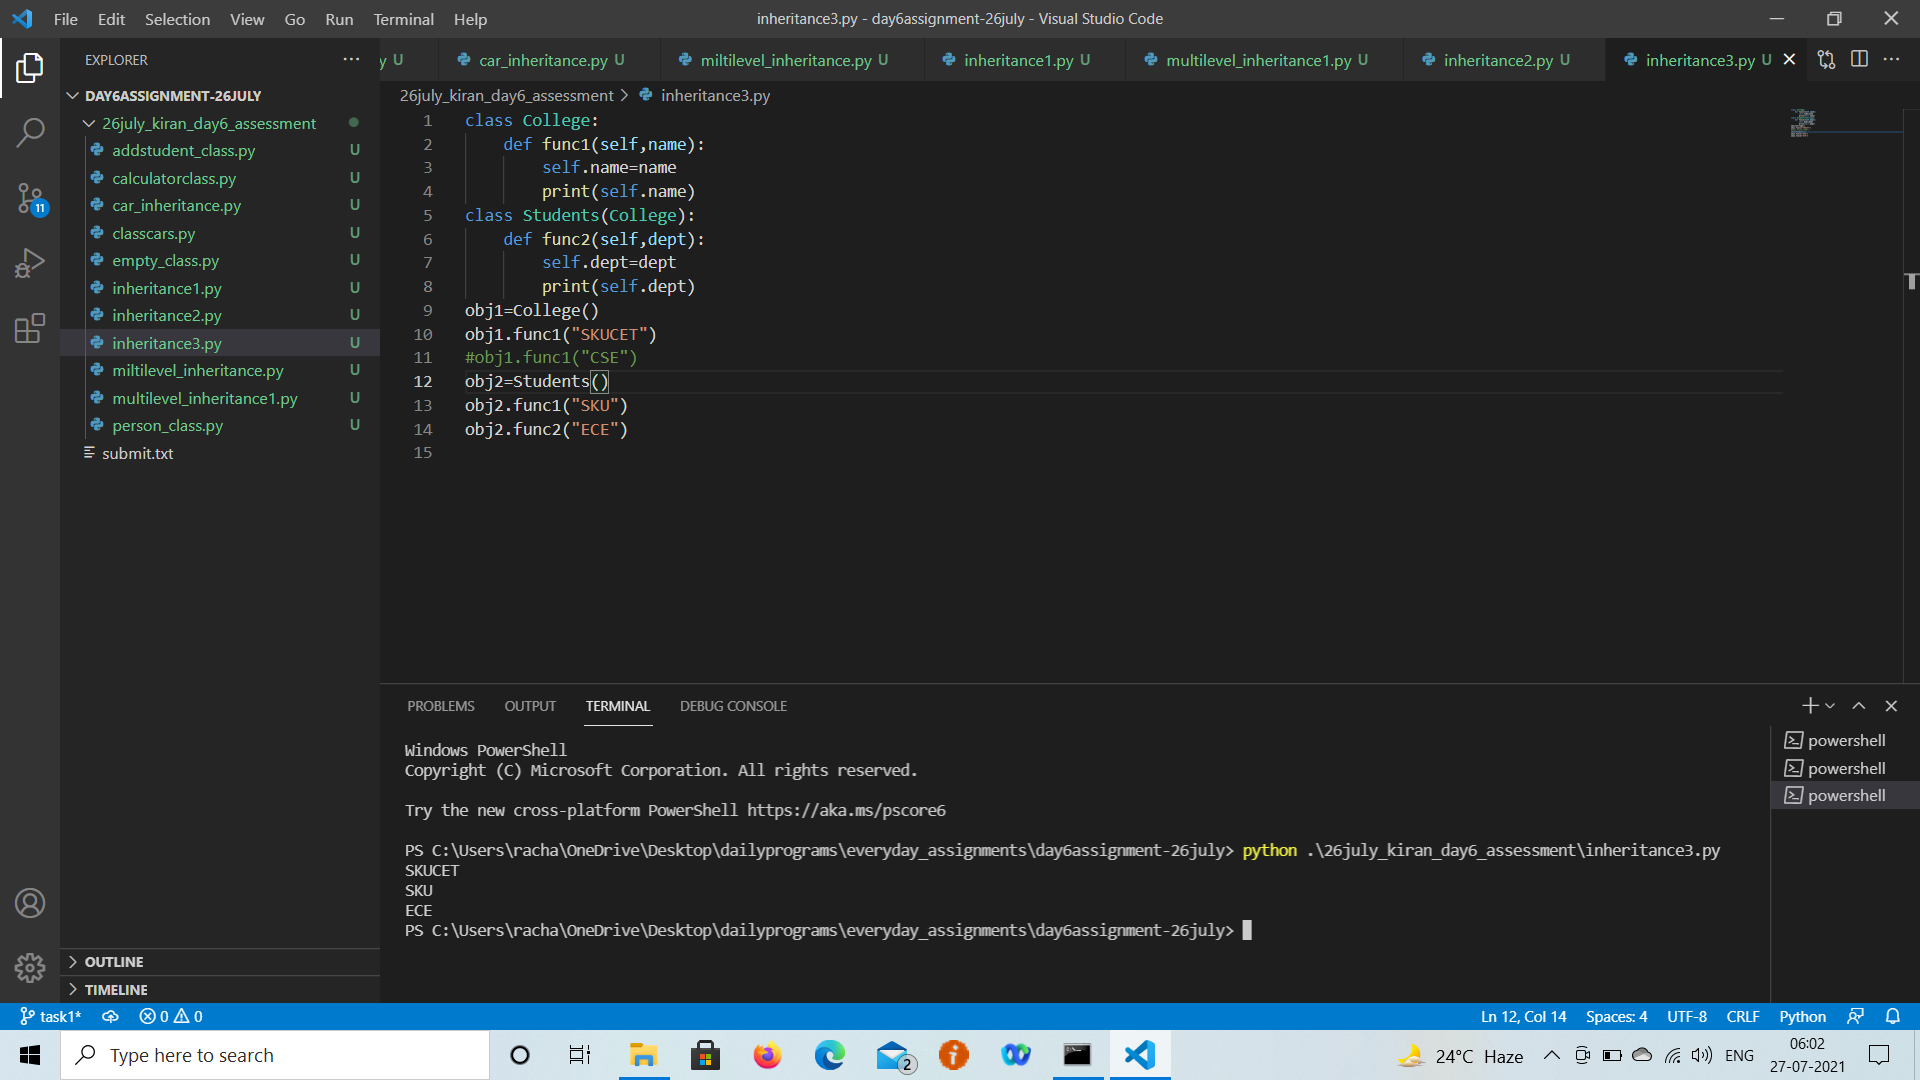 File Edit Selection View Go Run Terminal Help
inheritance3.py - day6assignment-26july - Visual Studio Code
EXPLORER
y U car_inheritance.py U miltilevel_inheritance.py U inheritance1.py U multilevel_inheritance1.py U inheritance2.py U inheritance3.py U
DAY6ASSIGNMENT-26JULY
26july_kiran_day6_assessment
addstudent_class.py U
calculatorclass.py U
car_inheritance.py U
classcars.py U
empty_class.py U
inheritance1.py U
inheritance2.py U
inheritance3.py U
miltilevel_inheritance.py U
multilevel_inheritance1.py U
person_class.py U
submit.txt
11
OUTLINE
TIMELINE
26july_kiran_day6_assessment > inheritance3.py
1 class College:
2     def func1(self,name):
3         self.name=name
4         print(self.name)
5 class Students(College):
6     def func2(self,dept):
7         self.dept=dept
8         print(self.dept)
9 obj1=College()
10 obj1.func1("SKUCET")
11 #obj1.func1("CSE")
12 obj2=Students()
13 obj2.func1("SKU")
14 obj2.func2("ECE")
15
PROBLEMS OUTPUT TERMINAL DEBUG CONSOLE
Windows PowerShell
Copyright (C) Microsoft Corporation. All rights reserved.
Try the new cross-platform PowerShell https://aka.ms/pscore6
PS C:\Users\racha\OneDrive\Desktop\dailyprograms\everyday_assignments\day6assignment-26july> python .\26july_kiran_day6_assessment\inheritance3.py
SKUCET
SKU
ECE
PS C:\Users\racha\OneDrive\Desktop\dailyprograms\everyday_assignments\day6assignment-26july>
powershell
powershell
powershell
task1* 0 0 Ln 12, Col 14 Spaces: 4 UTF-8 CRLF Python
Type here to search 2 24°C Haze ENG
06:02
27-07-2021